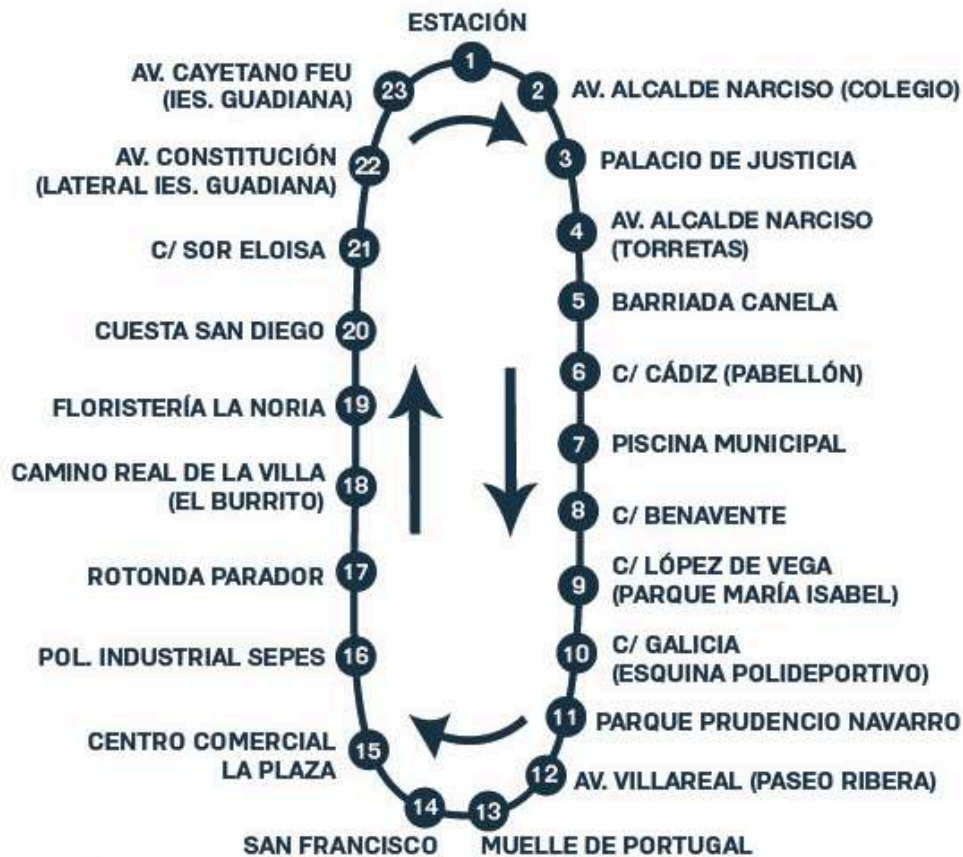 ESTACIÓN
1
2
AV. ALCALDE NARCISO (COLEGIO)
3
PALACIO DE JUSTICIA
4
AV. ALCALDE NARCISO
(TORRETAS)
5
BARRIADA CANELA
6
C/ CÁDIZ (PABELLÓN)
7
PISCINA MUNICIPAL
8
C/ BENAVENTE
9
C/ LÓPEZ DE VEGA
(PARQUE MARÍA ISABEL)
10
C/ GALICIA
(ESQUINA POLIDEPORTIVO)
11
PARQUE PRUDENCIO NAVARRO
12
AV. VILLAREAL (PASEO RIBERA)
13
MUELLE DE PORTUGAL
14
SAN FRANCISCO
15
CENTRO COMERCIAL
LA PLAZA
16
POL. INDUSTRIAL SEPES
17
ROTONDA PARADOR
18
CAMINO REAL DE LA VILLA
(EL BURRITO)
19
FLORISTERÍA LA NORIA
20
CUESTA SAN DIEGO
21
C/ SOR ELOISA
22
AV. CONSTITUCIÓN
(LATERAL IES. GUADIANA)
23
AV. CAYETANO FEU
(IES. GUADIANA)